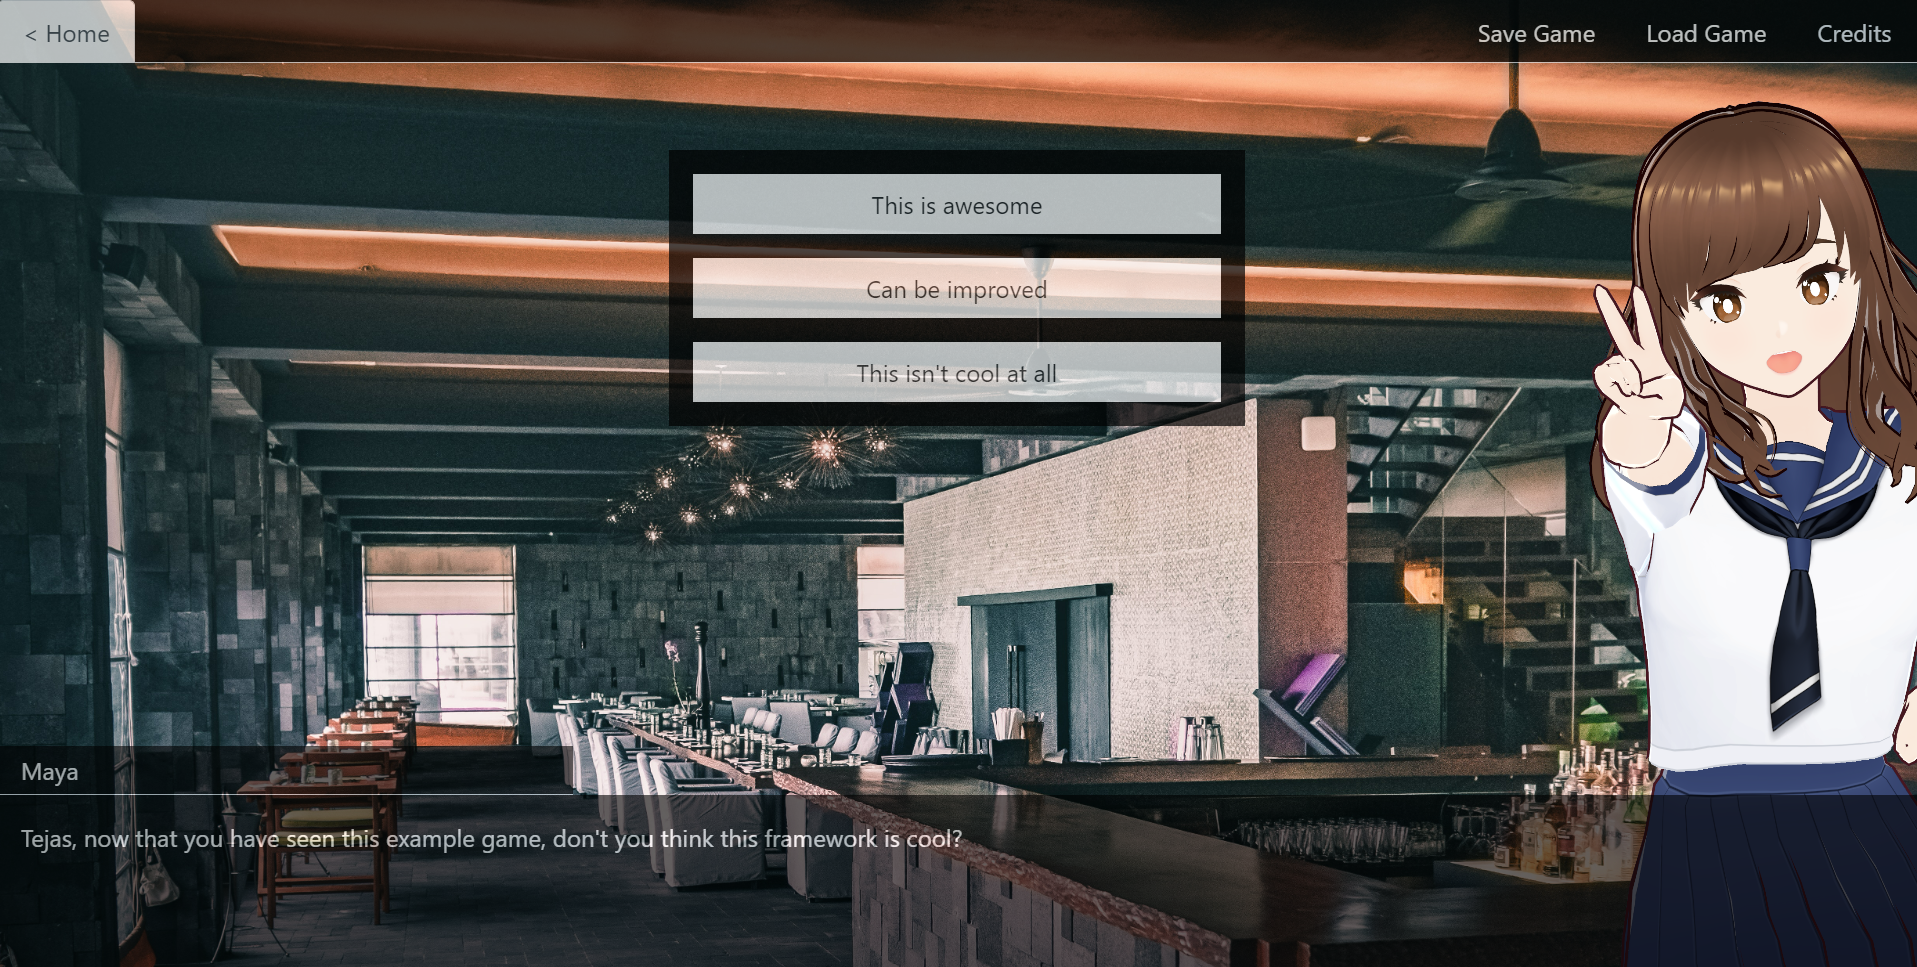 < Home
Save Game
Load Game
Credits
This is awesome
Can be improved
This isn't cool at all
Maya
Tejas, now that you have seen this example game, don't you think this framework is cool?